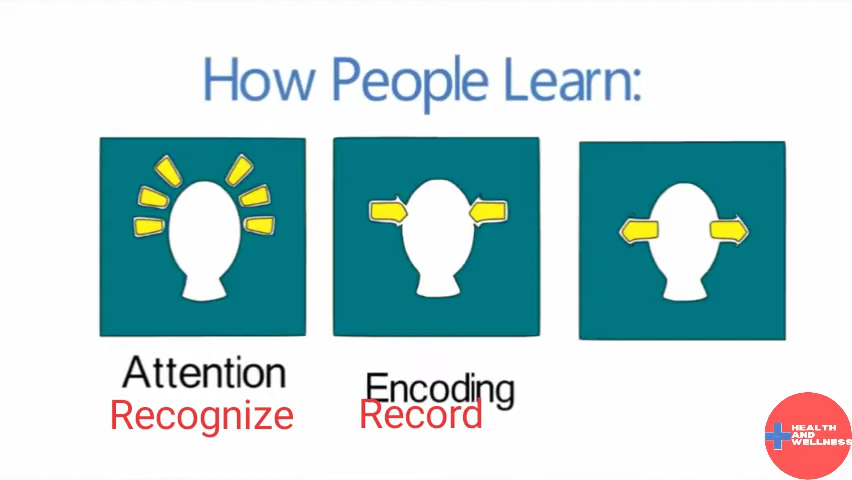 How People Learn:
Attention
Recognize
Encoding
Record
HEALTH
AND
WELLNESS